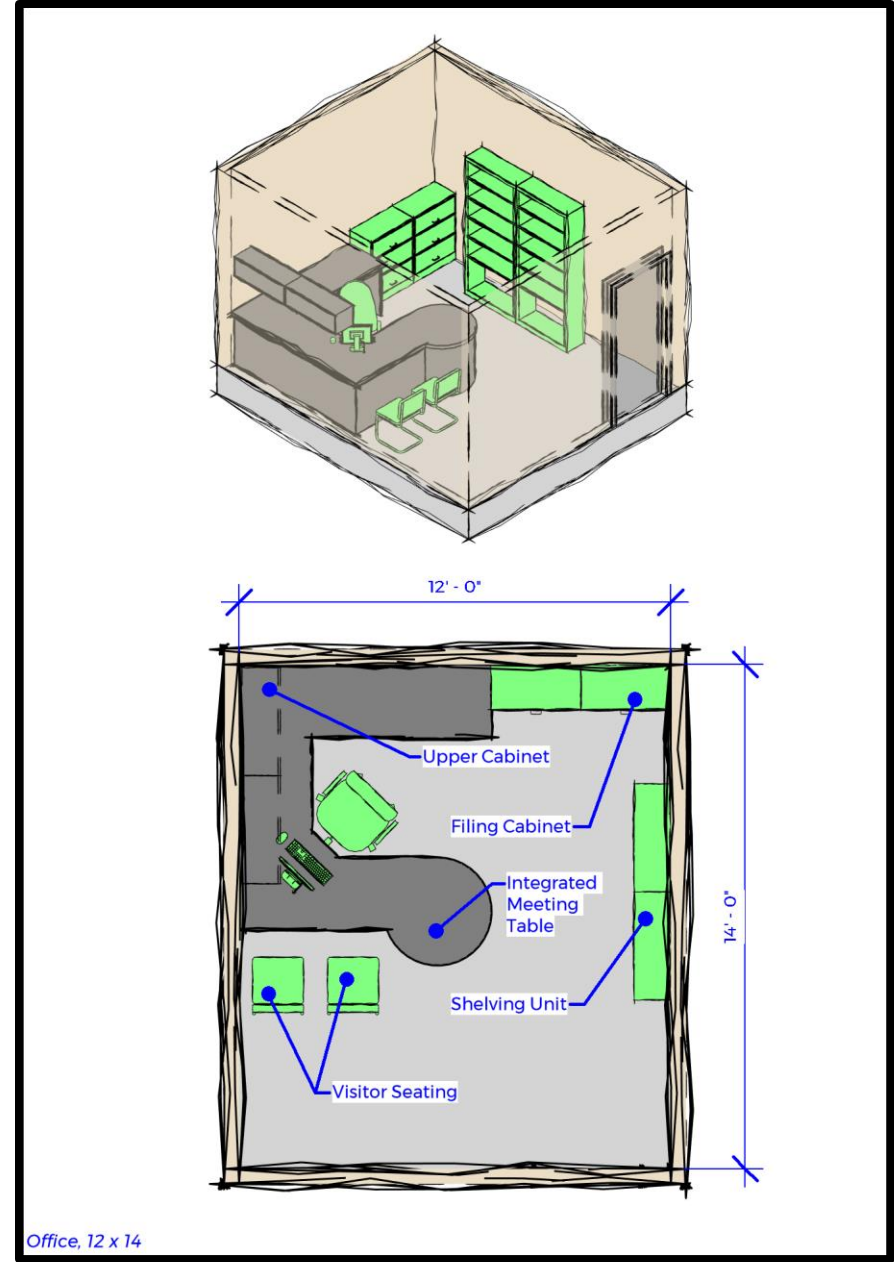 12' - 0"
Upper Cabinet
Filing Cabinet
Integrated
Meeting
Table
14' - 0"
Shelving Unit
Visitor Seating
Office, 12 x 14